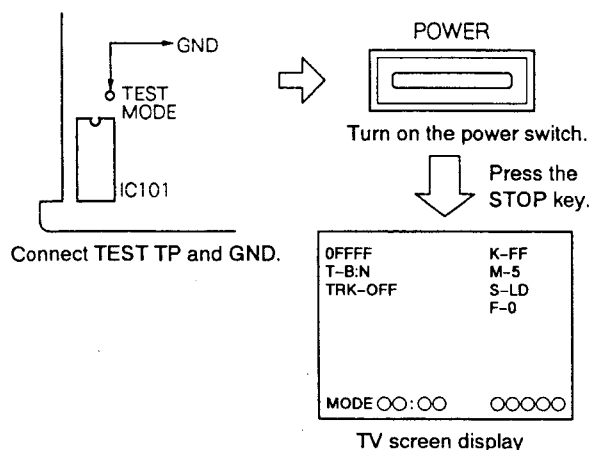 GND
TEST
MODE
IC101
Connect TEST TP and GND.
POWER
Turn on the power switch.
Press the
STOP key.
0FFFF K-FF
T-B:N M-5
TRK-OFF S-LD
F-0
MODE ○○:○○ ○○○○○
TV screen display